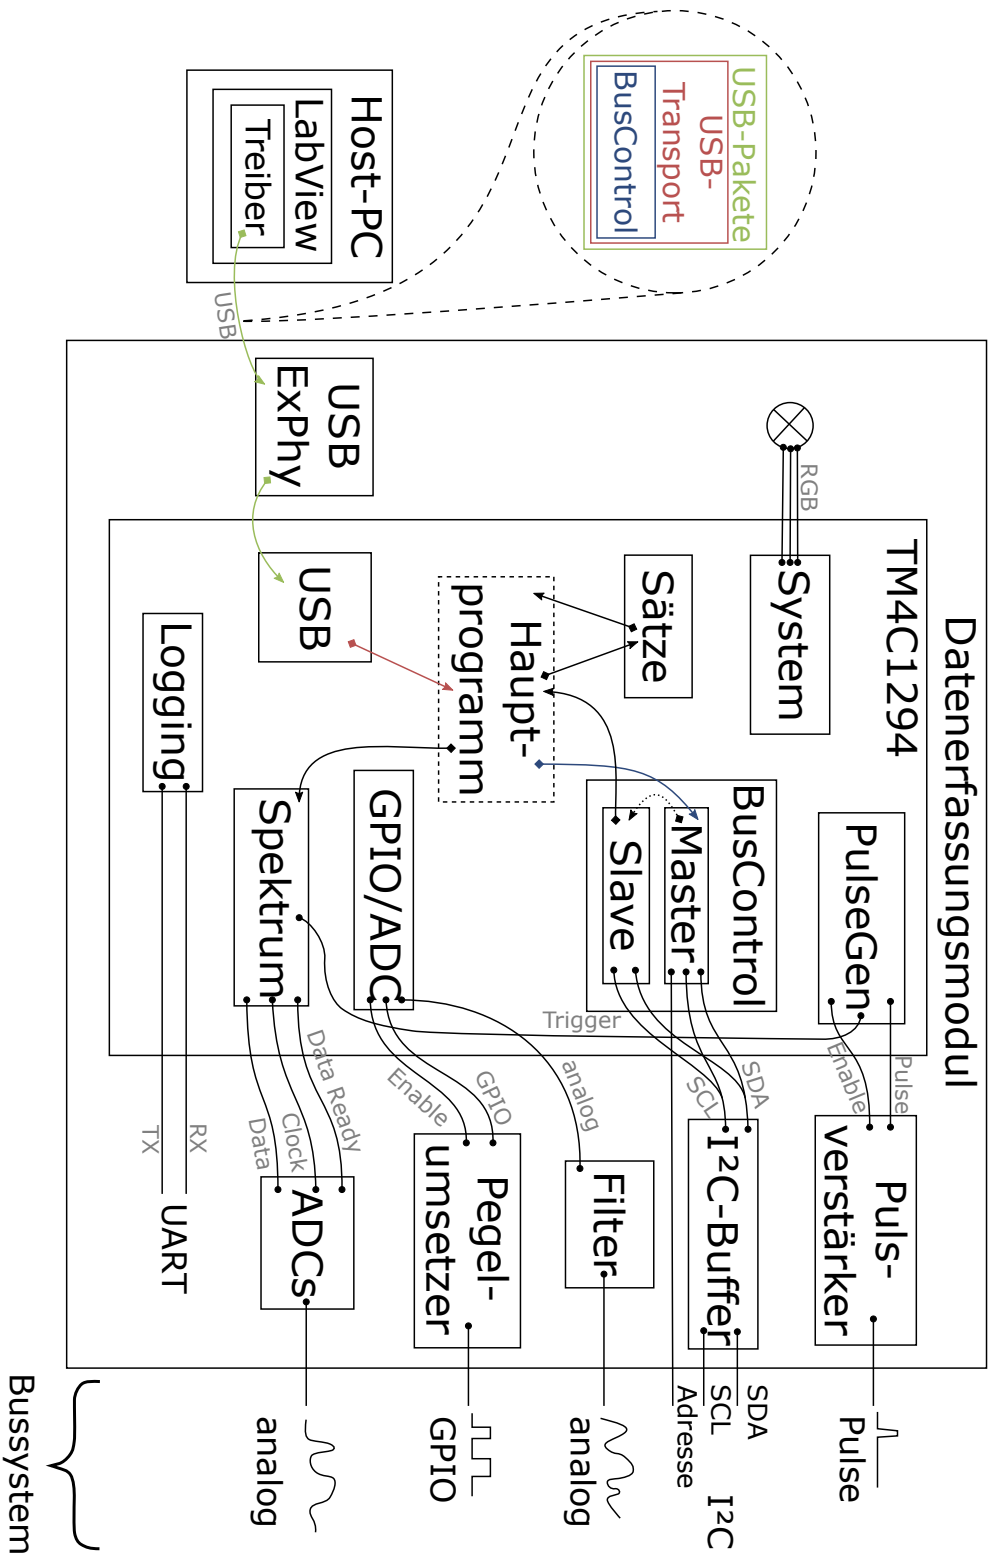 USB-Pakete
USB-
Transport
BusControl
Host-PC
LabView
Treiber
USB
Datenerfassungsmodul
USB
ExPhy
TM4C1294
RGB
System
Sätze
Haupt-
programm
USB
Logging
PulseGen
BusControl
Master
Slave
GPIO/ADC
Spektrum
Trigger
Pulse
Enable
SDA
SCL
analog
GPIO
Enable
Data Ready
Clock
Data
RX
TX
UART
Puls-
verstärker
I²C-Buffer
Filter
Pegel-
umsetzer
ADCs
Pulse
SDA
SCL
Adresse
I²C
analog
GPIO
analog
Bussystem